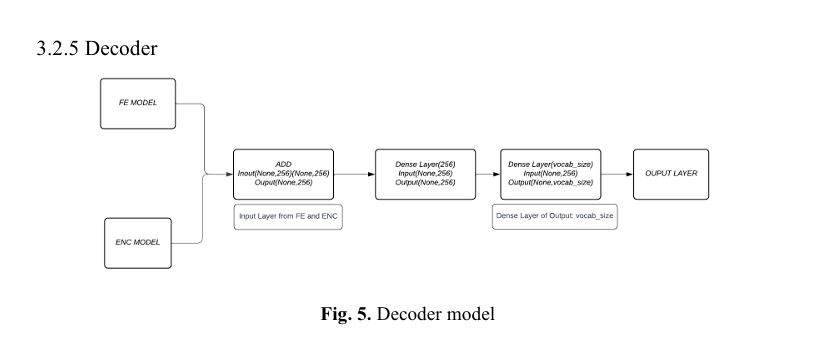 3.2.5 Decoder
FE MODEL
ADD
Inout(None,256)(None,256)
Ouput(None,256)
Dense Layer(256)
Input(None,256)
Output(None,256)
Dense Layer(vocab_size)
Input(None,256)
Output(None,vocab_size)
OUPUT LAYER
Input Layer from FE and ENC
Dense Layer of Output: vocab_size
ENC MODEL
Fig. 5. Decoder model